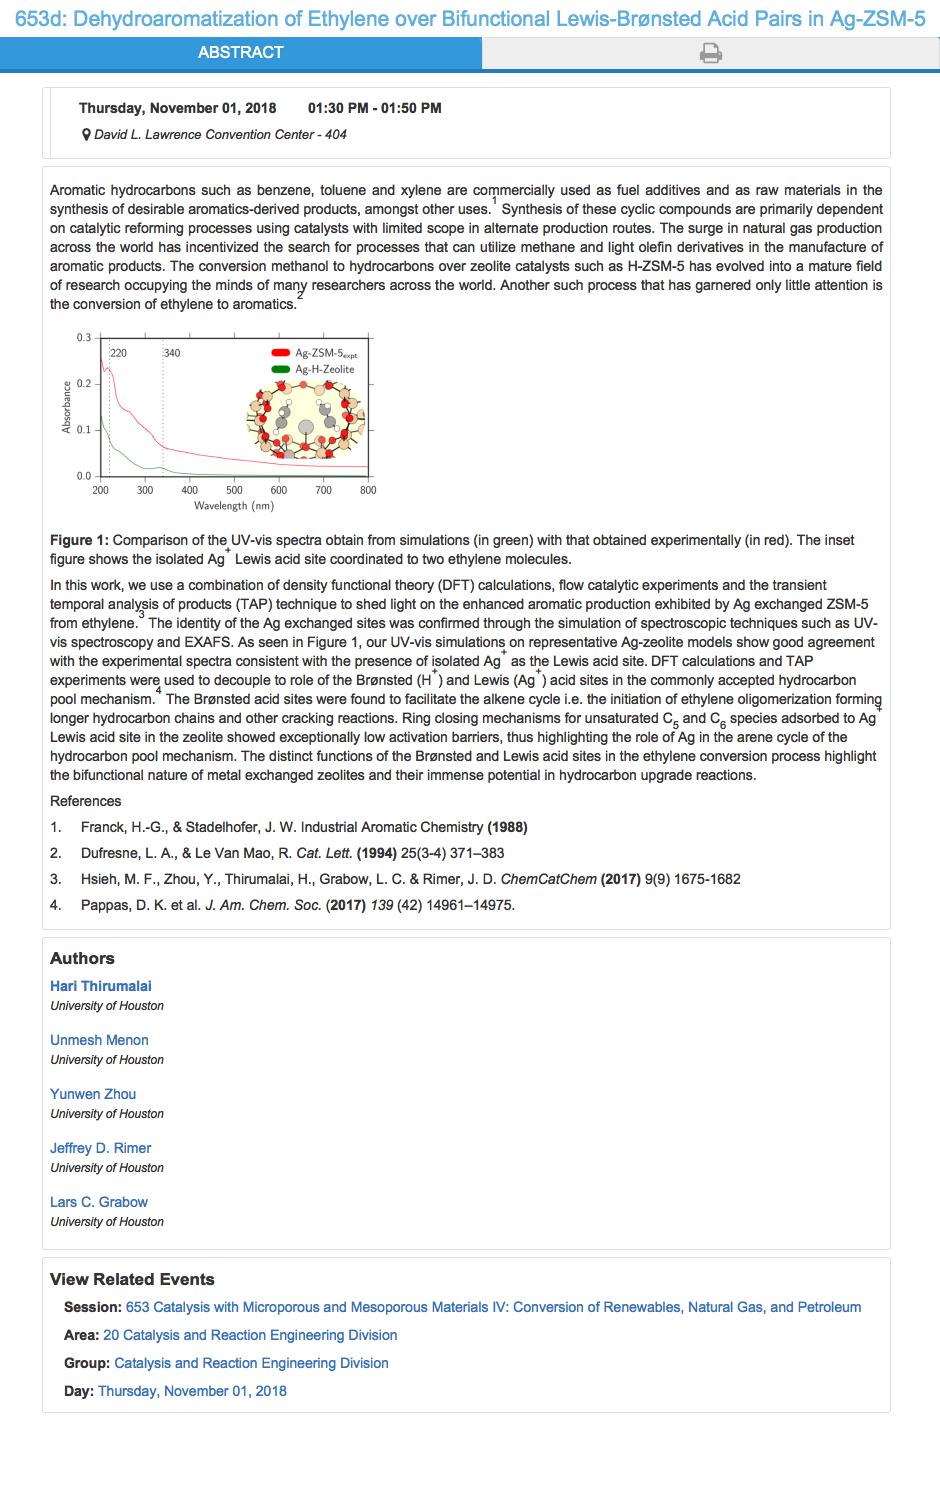 653d: Dehydroaromatization of Ethylene over Bifunctional Lewis-Brønsted Acid Pairs in Ag-ZSM-5
ABSTRACT
Thursday, November 01, 2018 01:30 PM - 01:50 PM
David L. Lawrence Convention Center - 404
Aromatic hydrocarbons such as benzene, toluene and xylene are commercially used as fuel additives and as raw materials in the
synthesis of desirable aromatics-derived products, amongst other uses.1 Synthesis of these cyclic compounds are primarily dependent
on catalytic reforming processes using catalysts with limited scope in alternate production routes. The surge in natural gas production
across the world has incentivized the search for processes that can utilize methane and light olefin derivatives in the manufacture of
aromatic products. The conversion methanol to hydrocarbons over zeolite catalysts such as H-ZSM-5 has evolved into a mature field
of research occupying the minds of many researchers across the world. Another such process that has garnered only little attention is
the conversion of ethylene to aromatics.2
0.3
220 340
Ag-ZSM-5expt
Ag-H-Zeolite
0.2
Absorbance
0.1
0.0
200 300 400 500 600 700 800
Wavelength (nm)
Figure 1: Comparison of the UV-vis spectra obtain from simulations (in green) with that obtained experimentally (in red). The inset
figure shows the isolated Ag+ Lewis acid site coordinated to two ethylene molecules.
In this work, we use a combination of density functional theory (DFT) calculations, flow catalytic experiments and the transient
temporal analysis of products (TAP) technique to shed light on the enhanced aromatic production exhibited by Ag exchanged ZSM-5
from ethylene.3 The identity of the Ag exchanged sites was confirmed through the simulation of spectroscopic techniques such as UV-
vis spectroscopy and EXAFS. As seen in Figure 1, our UV-vis simulations on representative Ag-zeolite models show good agreement
with the experimental spectra consistent with the presence of isolated Ag+ as the Lewis acid site. DFT calculations and TAP
experiments were used to decouple to role of the Brønsted (H+) and Lewis (Ag+) acid sites in the commonly accepted hydrocarbon
pool mechanism.4 The Brønsted acid sites were found to facilitate the alkene cycle i.e. the initiation of ethylene oligomerization forming
longer hydrocarbon chains and other cracking reactions. Ring closing mechanisms for unsaturated C5 and C6 species adsorbed to Ag+
Lewis acid site in the zeolite showed exceptionally low activation barriers, thus highlighting the role of Ag in the arene cycle of the
hydrocarbon pool mechanism. The distinct functions of the Brønsted and Lewis acid sites in the ethylene conversion process highlight
the bifunctional nature of metal exchanged zeolites and their immense potential in hydrocarbon upgrade reactions.
References
1. Franck, H.-G., & Stadelhofer, J. W. Industrial Aromatic Chemistry (1988)
2. Dufresne, L. A., & Le Van Mao, R. Cat. Lett. (1994) 25(3-4) 371–383
3. Hsieh, M. F., Zhou, Y., Thirumalai, H., Grabow, L. C. & Rimer, J. D. ChemCatChem (2017) 9(9) 1675-1682
4. Pappas, D. K. et al. J. Am. Chem. Soc. (2017) 139 (42) 14961–14975.
Authors
Hari Thirumalai
University of Houston
Unmesh Menon
University of Houston
Yunwen Zhou
University of Houston
Jeffrey D. Rimer
University of Houston
Lars C. Grabow
University of Houston
View Related Events
Session: 653 Catalysis with Microporous and Mesoporous Materials IV: Conversion of Renewables, Natural Gas, and Petroleum
Area: 20 Catalysis and Reaction Engineering Division
Group: Catalysis and Reaction Engineering Division
Day: Thursday, November 01, 2018